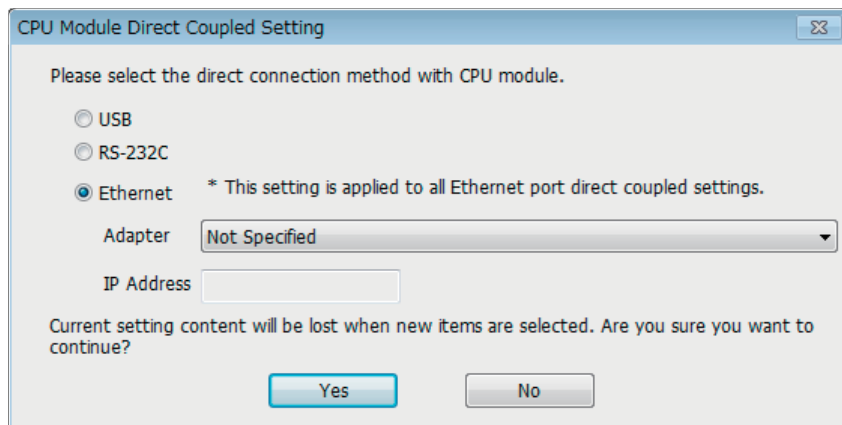 CPU Module Direct Coupled Setting
Please select the direct connection method with CPU module.
USB
RS-232C
Ethernet * This setting is applied to all Ethernet port direct coupled settings.
Adapter Not Specified
IP Address
Current setting content will be lost when new items are selected. Are you sure you want to
continue?
Yes No